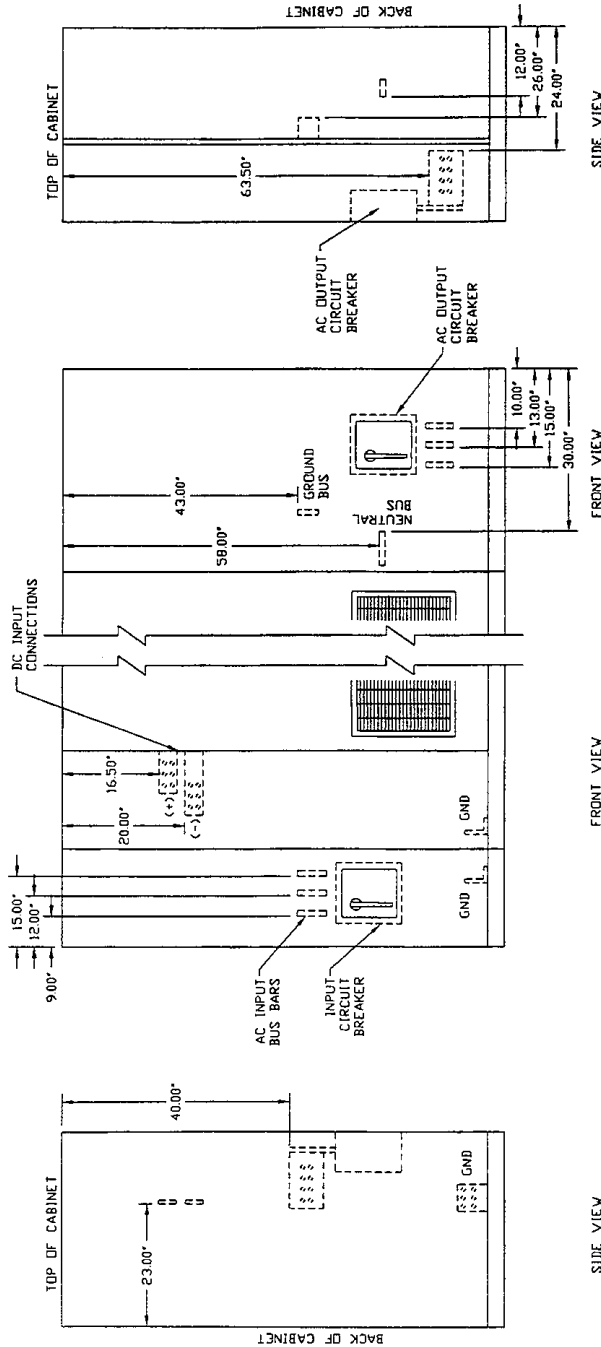 TOP OF CABINET
BACK OF CABINET
23.00"
40.00"
GND
SIDE VIEW
15.00"
12.00"
9.00"
AC INPUT
BUS BARS
INPUT
CIRCUIT
BREAKER
20.00"
16.50"
(+)
(-)
GND
GND
DC INPUT
CONNECTIONS
FRONT VIEW
58.00"
43.00"
GROUND
BUS
NEUTRAL
BUS
AC OUTPUT
CIRCUIT
BREAKER
10.00"
13.00"
15.00"
30.00"
FRONT VIEW
TOP OF CABINET
BACK OF CABINET
63.50"
AC OUTPUT
CIRCUIT
BREAKER
12.00"
26.00"
24.00"
SIDE VIEW